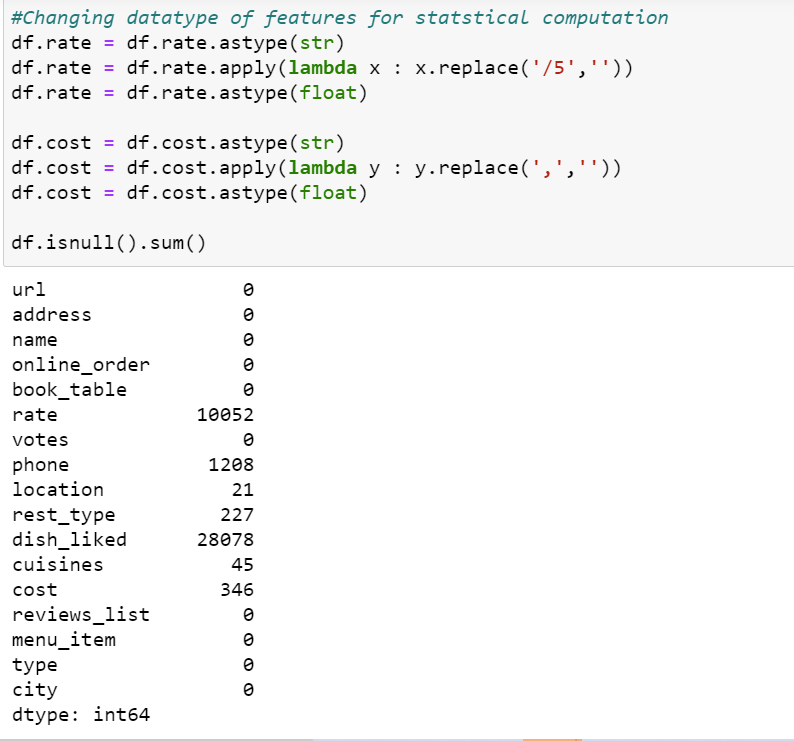 #Changing datatype of features for statstical computation
df.rate = df.rate.astype(str)
df.rate = df.rate.apply(lambda x : x.replace('/5',''))
df.rate = df.rate.astype(float)
df.cost = df.cost.astype(str)
df.cost = df.cost.apply(lambda y : y.replace(',',''))
df.cost = df.cost.astype(float)
df.isnull().sum()
url 0
address 0
name 0
online_order 0
book_table 0
rate 10052
votes 0
phone 1208
location 21
rest_type 227
dish_liked 28078
cuisines 45
cost 346
reviews_list 0
menu_item 0
type 0
city 0
dtype: int64